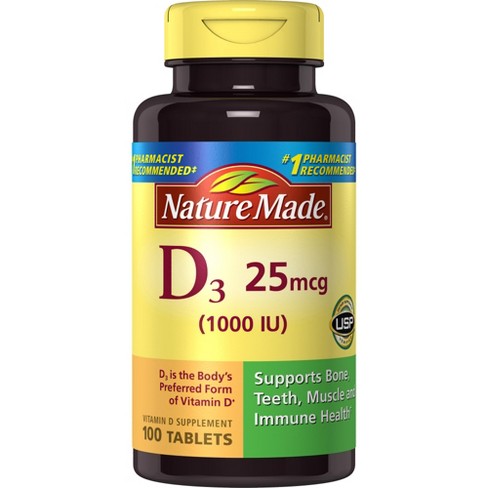 PHARMACIST
RECOMMENDED‡
#1 PHARMACIST
RECOMMENDED
Nature Made
D3 25mcg
(1000 IU)
USP
D3 is the Body's
Preferred Form
of Vitamin D*
VITAMIN D SUPPLEMENT
100 TABLETS
Supports Bone,
Teeth, Muscle and
Immune Health